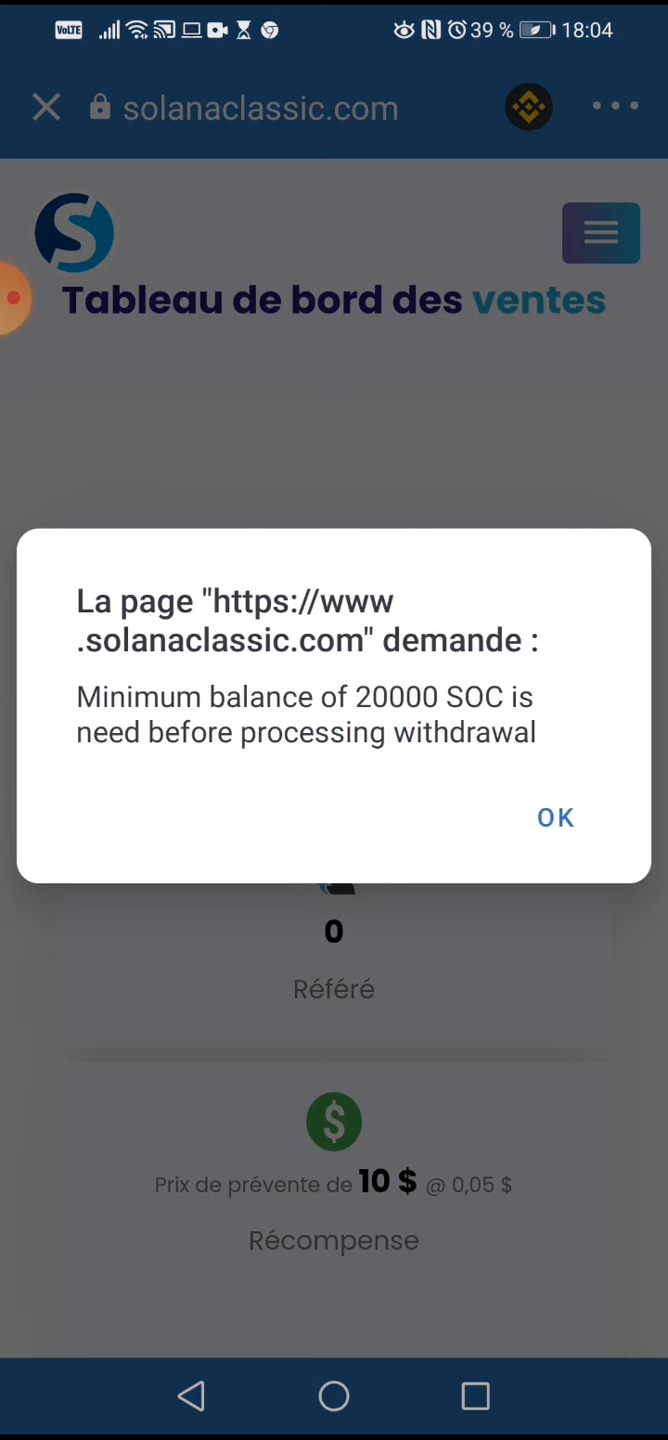 VoLTE 39 % 18:04
solanaclassic.com
Tableau de bord des ventes
La page "https://www
.solanaclassic.com" demande :
Minimum balance of 20000 SOC is
need before processing withdrawal
OK
0
Référé
$
Prix de prévente de 10 $ @ 0,05 $
Récompense